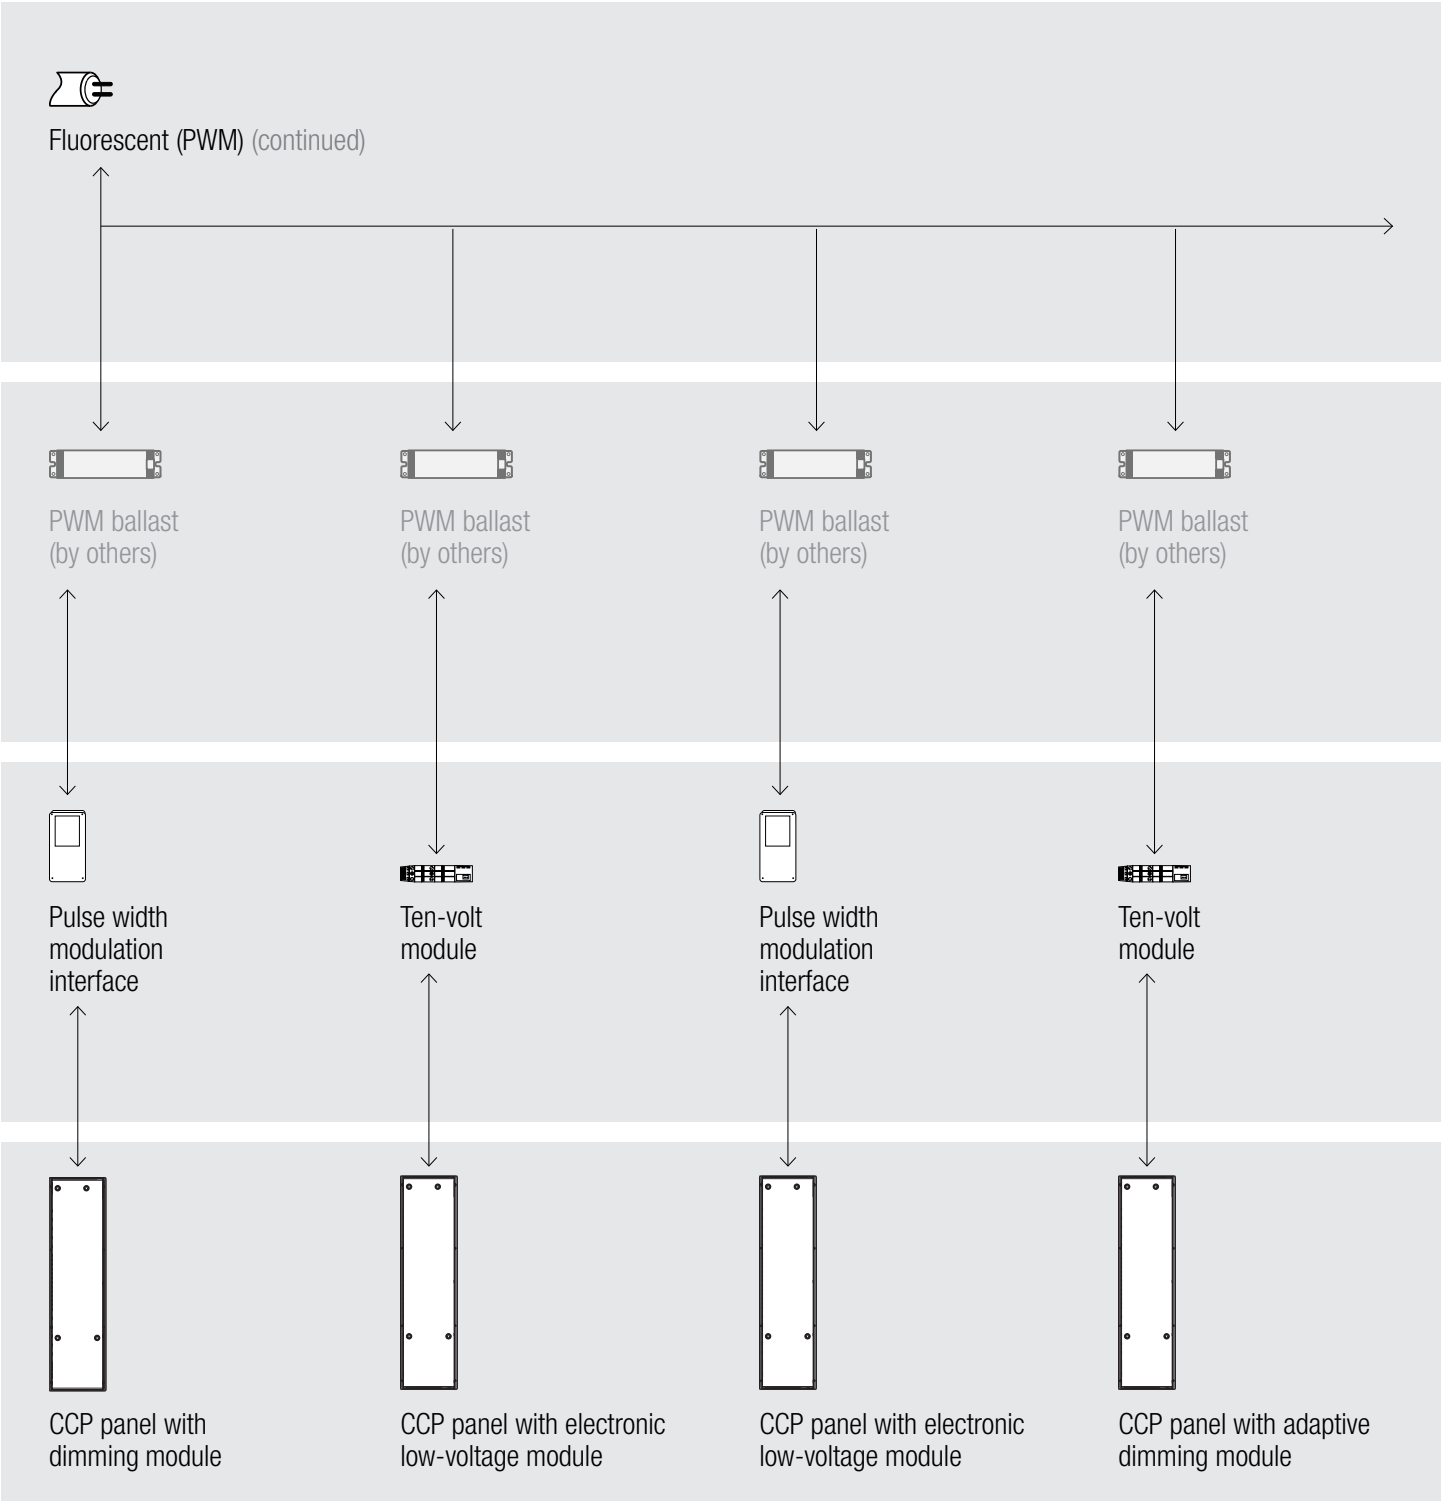 Fluorescent (PWM) (continued)
PWM ballast
(by others)
PWM ballast
(by others)
PWM ballast
(by others)
PWM ballast
(by others)
Pulse width
modulation
interface
Ten-volt
module
Pulse width
modulation
interface
Ten-volt
module
CCP panel with
dimming module
CCP panel with electronic
low-voltage module
CCP panel with electronic
low-voltage module
CCP panel with adaptive
dimming module